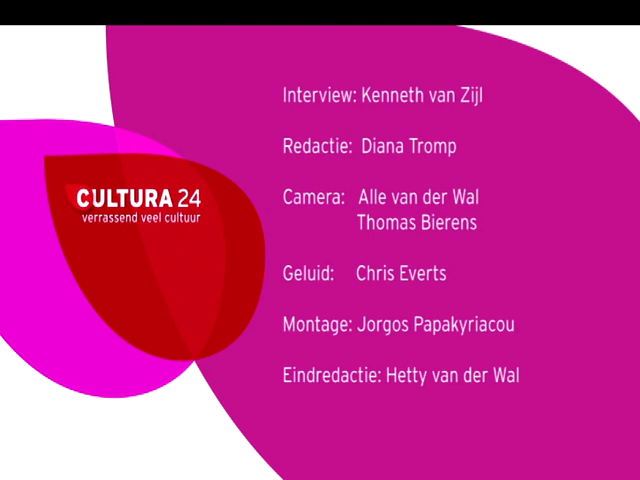 CULTURA 24
verrassend veel cultuur
Interview: Kenneth van Zijl
Redactie: Diana Tromp
Camera: Alle van der Wal
Thomas Bierens
Geluid: Chris Everts
Montage: Jorgos Papakyriacou
Eindredactie: Hetty van der Wal